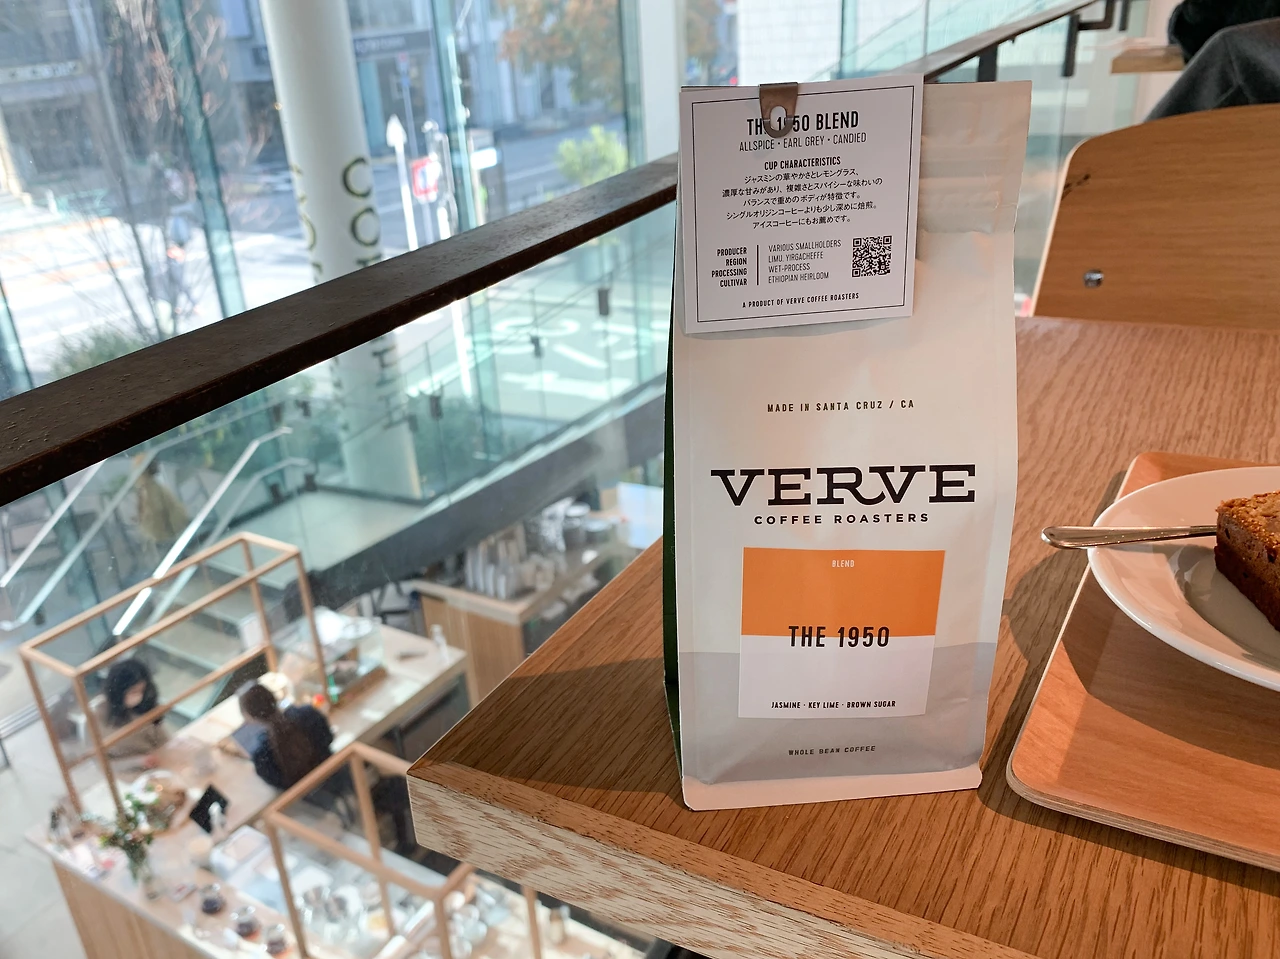 THE 1950 BLEND
ALLSPICE • EARL GREY • CANDIED
CUP CHARACTERISTICS
ジャスミンの華やかさとレモングラス、
濃厚な甘みがあり、複雑さとスパイシーな味わいの
バランスで重めのボディが特徴です。
シングルオリジンコーヒーよりも少し深めに焙煎。
アイスコーヒーにもお薦めです。
PRODUCER VARIOUS SMALLHOLDERS
REGION LIMU, YIRGACHEFFE
PROCESSING WET-PROCESS
CULTIVAR ETHIOPIAN HEIRLOOM
A PRODUCT OF VERVE COFFEE ROASTERS
MADE IN SANTA CRUZ / CA
VERVE
COFFEE ROASTERS
BLEND
THE 1950
JASMINE · KEY LIME · BROWN SUGAR
WHOLE BEAN COFFEE